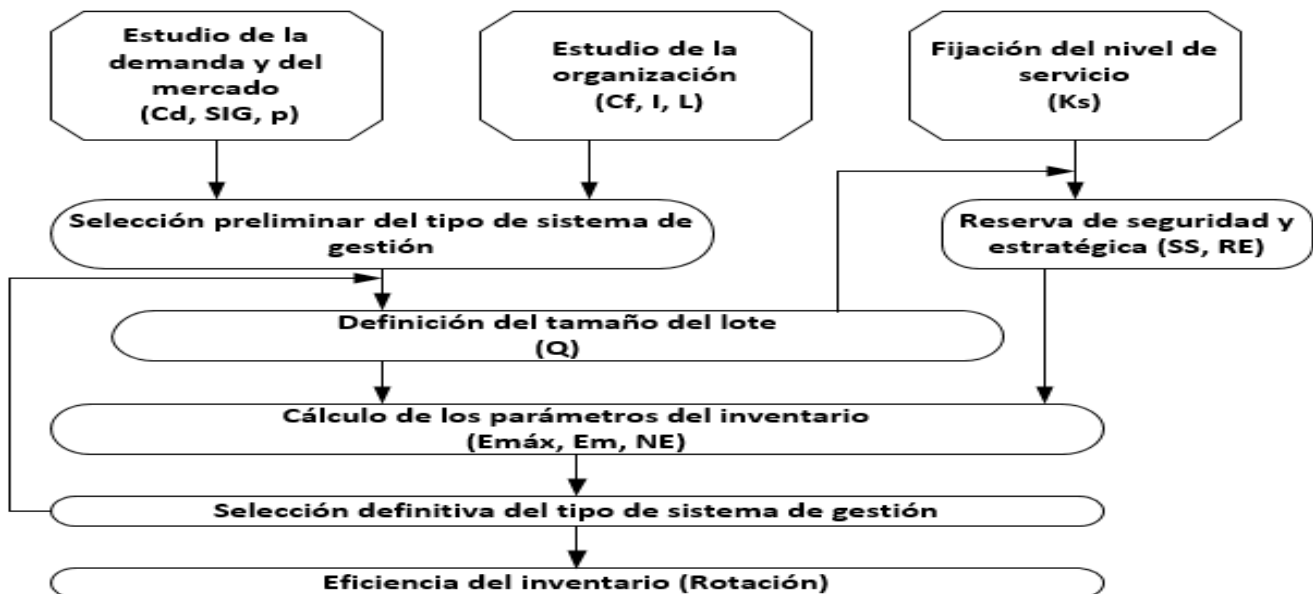 Estudio de la
demanda y del
mercado
(Cd, SIG, p)
Estudio de la
organización
(Cf, I, L)
Fijación del nivel de
servicio
(Ks)
Selección preliminar del tipo de sistema de
gestión
Reserva de seguridad y
estratégica (SS, RE)
Definición del tamaño del lote
(Q)
Cálculo de los parámetros del inventario
(Emáx, Em, NE)
Selección definitiva del tipo de sistema de gestión
Eficiencia del inventario (Rotación)